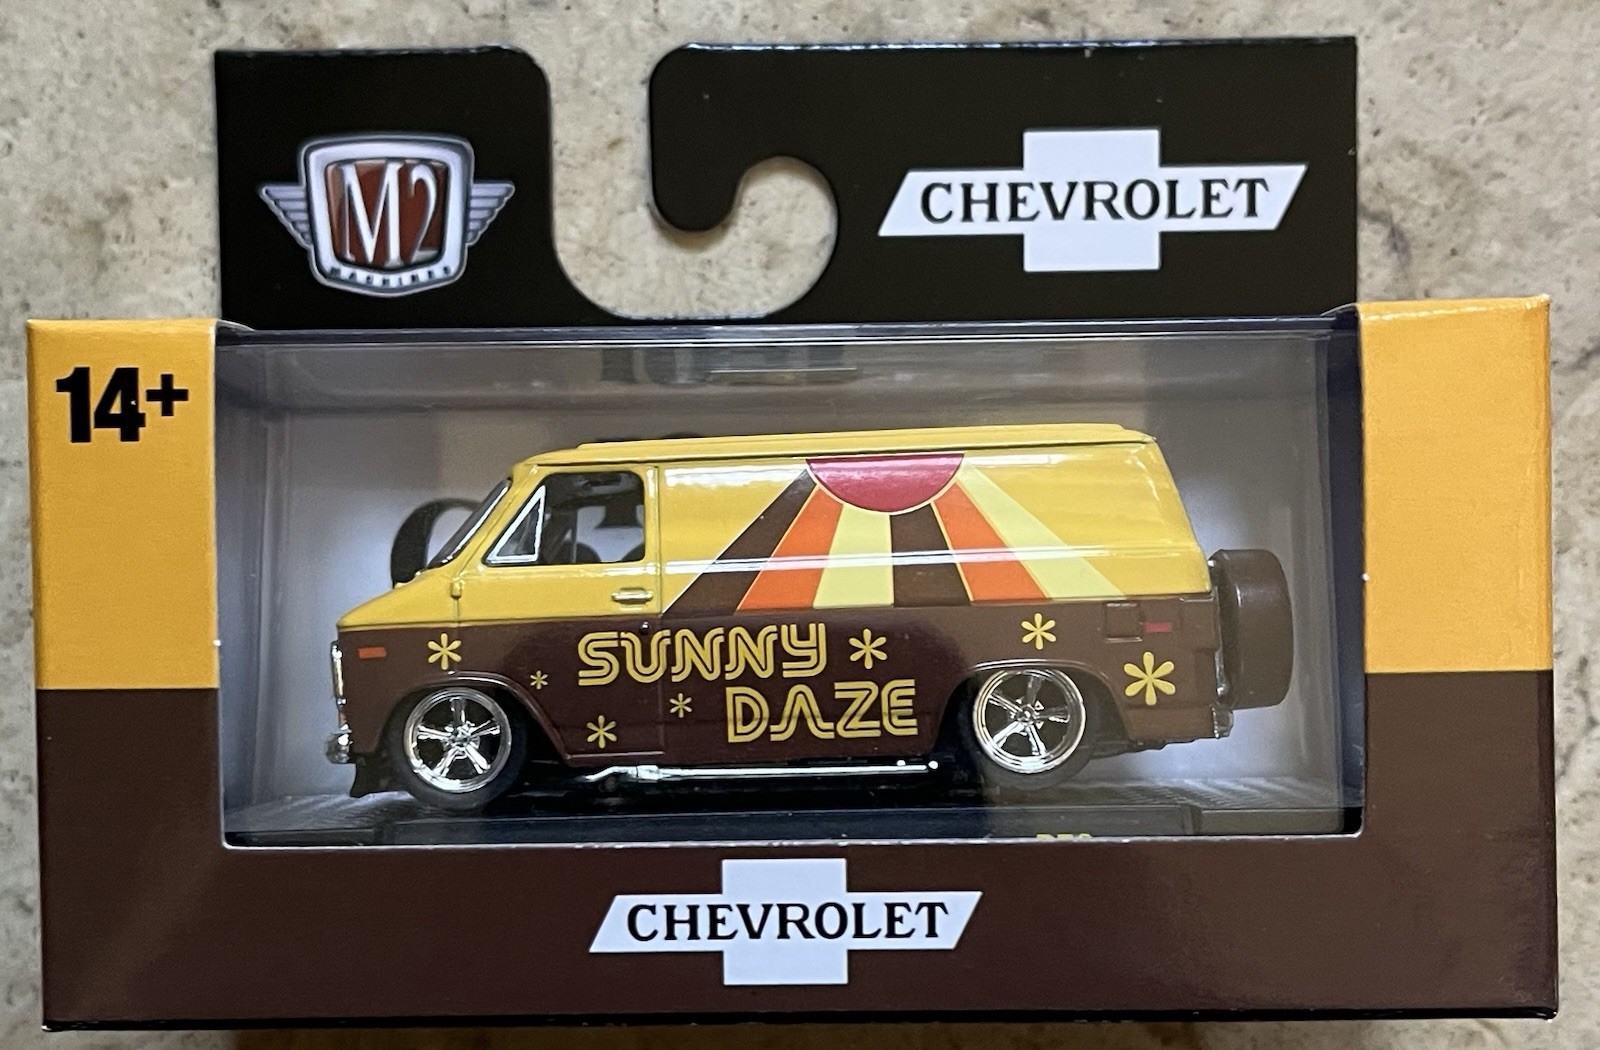 M2
MACHINES
CHEVROLET
14+
SUNNY
DAZE
CHEVROLET